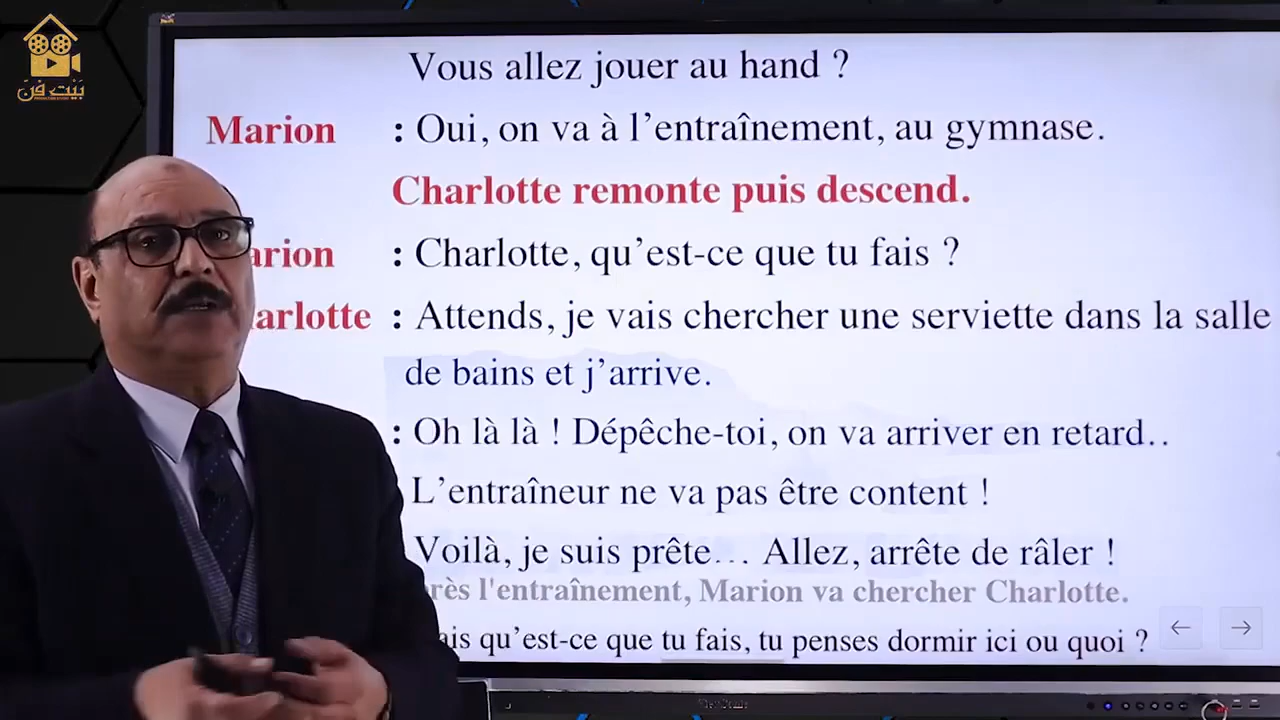 بَيْت فَنّ
Vous allez jouer au hand ?
Marion : Oui, on va à l’entraînement, au gymnase.
Charlotte remonte puis descend.
arion : Charlotte, qu’est-ce que tu fais ?
arlotte : Attends, je vais chercher une serviette dans la salle
de bains et j’arrive.
: Oh là là ! Dépêche-toi, on va arriver en retard..
L’entraîneur ne va pas être content !
Voilà, je suis prête... Allez, arrête de râler !
rès l'entraînement, Marion va chercher Charlotte.
ais qu’est-ce que tu fais, tu penses dormir ici ou quoi ?